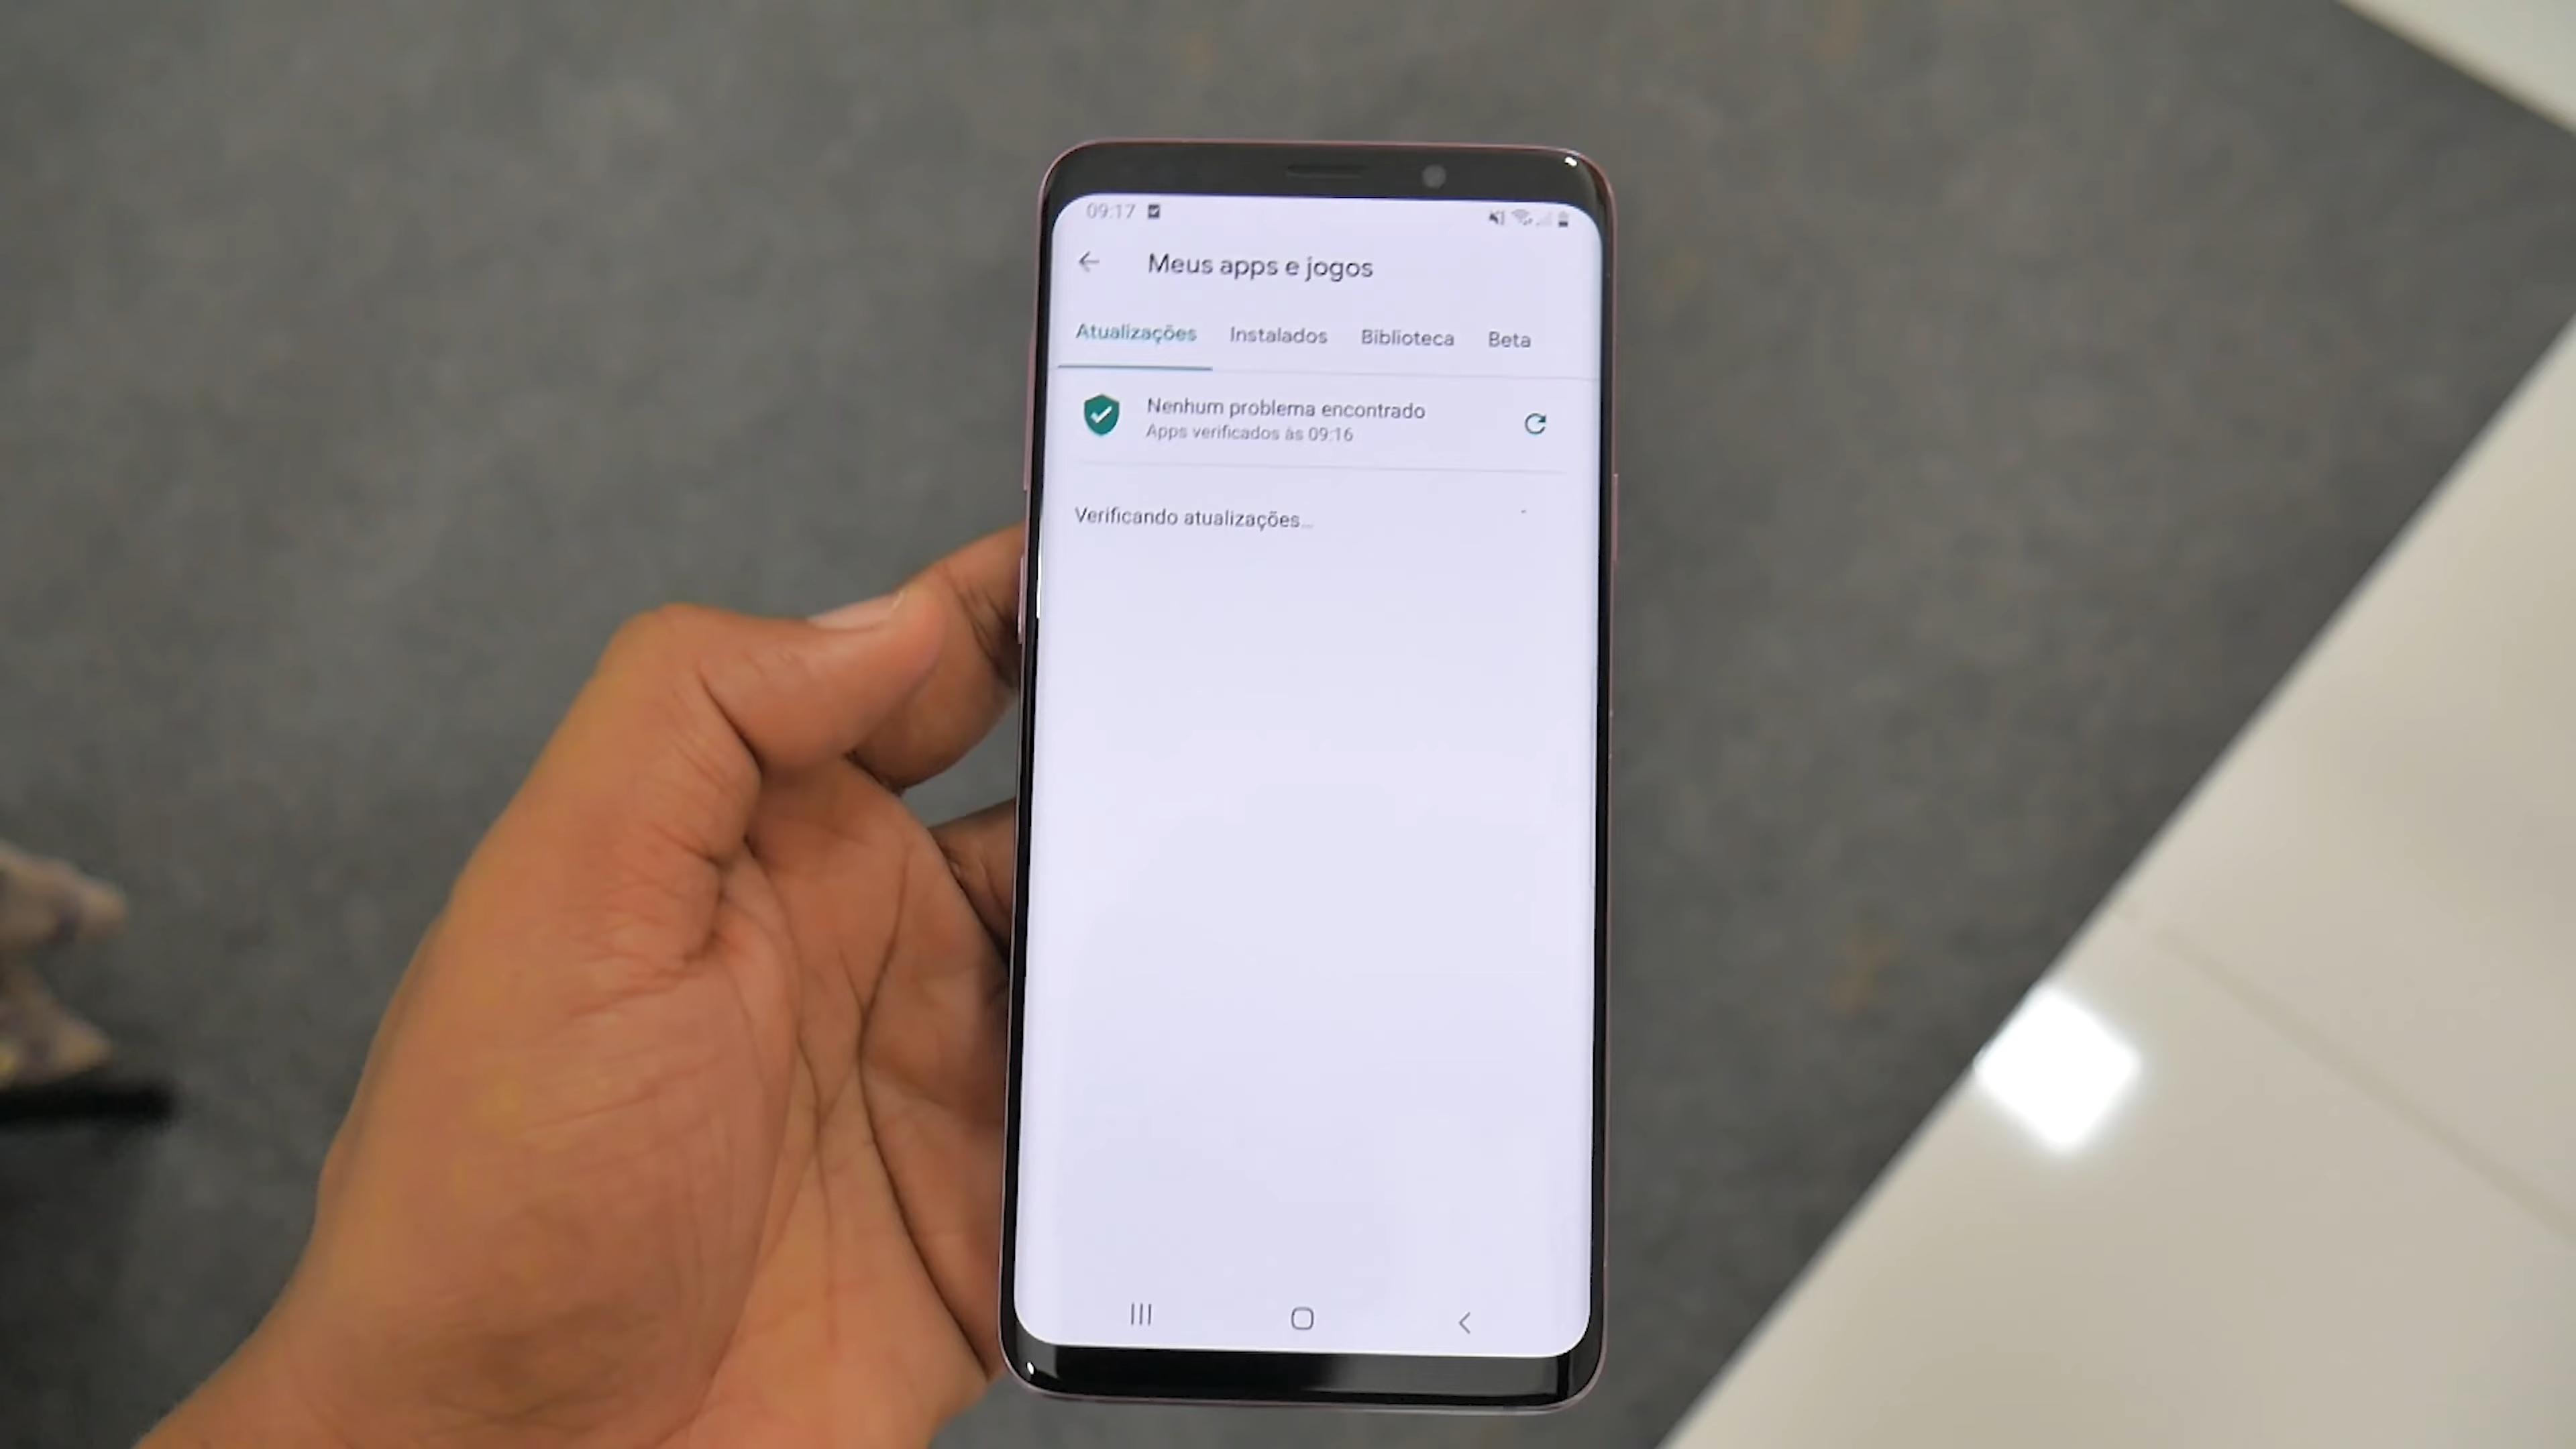 09:17
Meus apps e jogos
Atualizações Instalados Biblioteca Beta
Nenhum problema encontrado
Apps verificados às 09:16
Verificando atualizações...